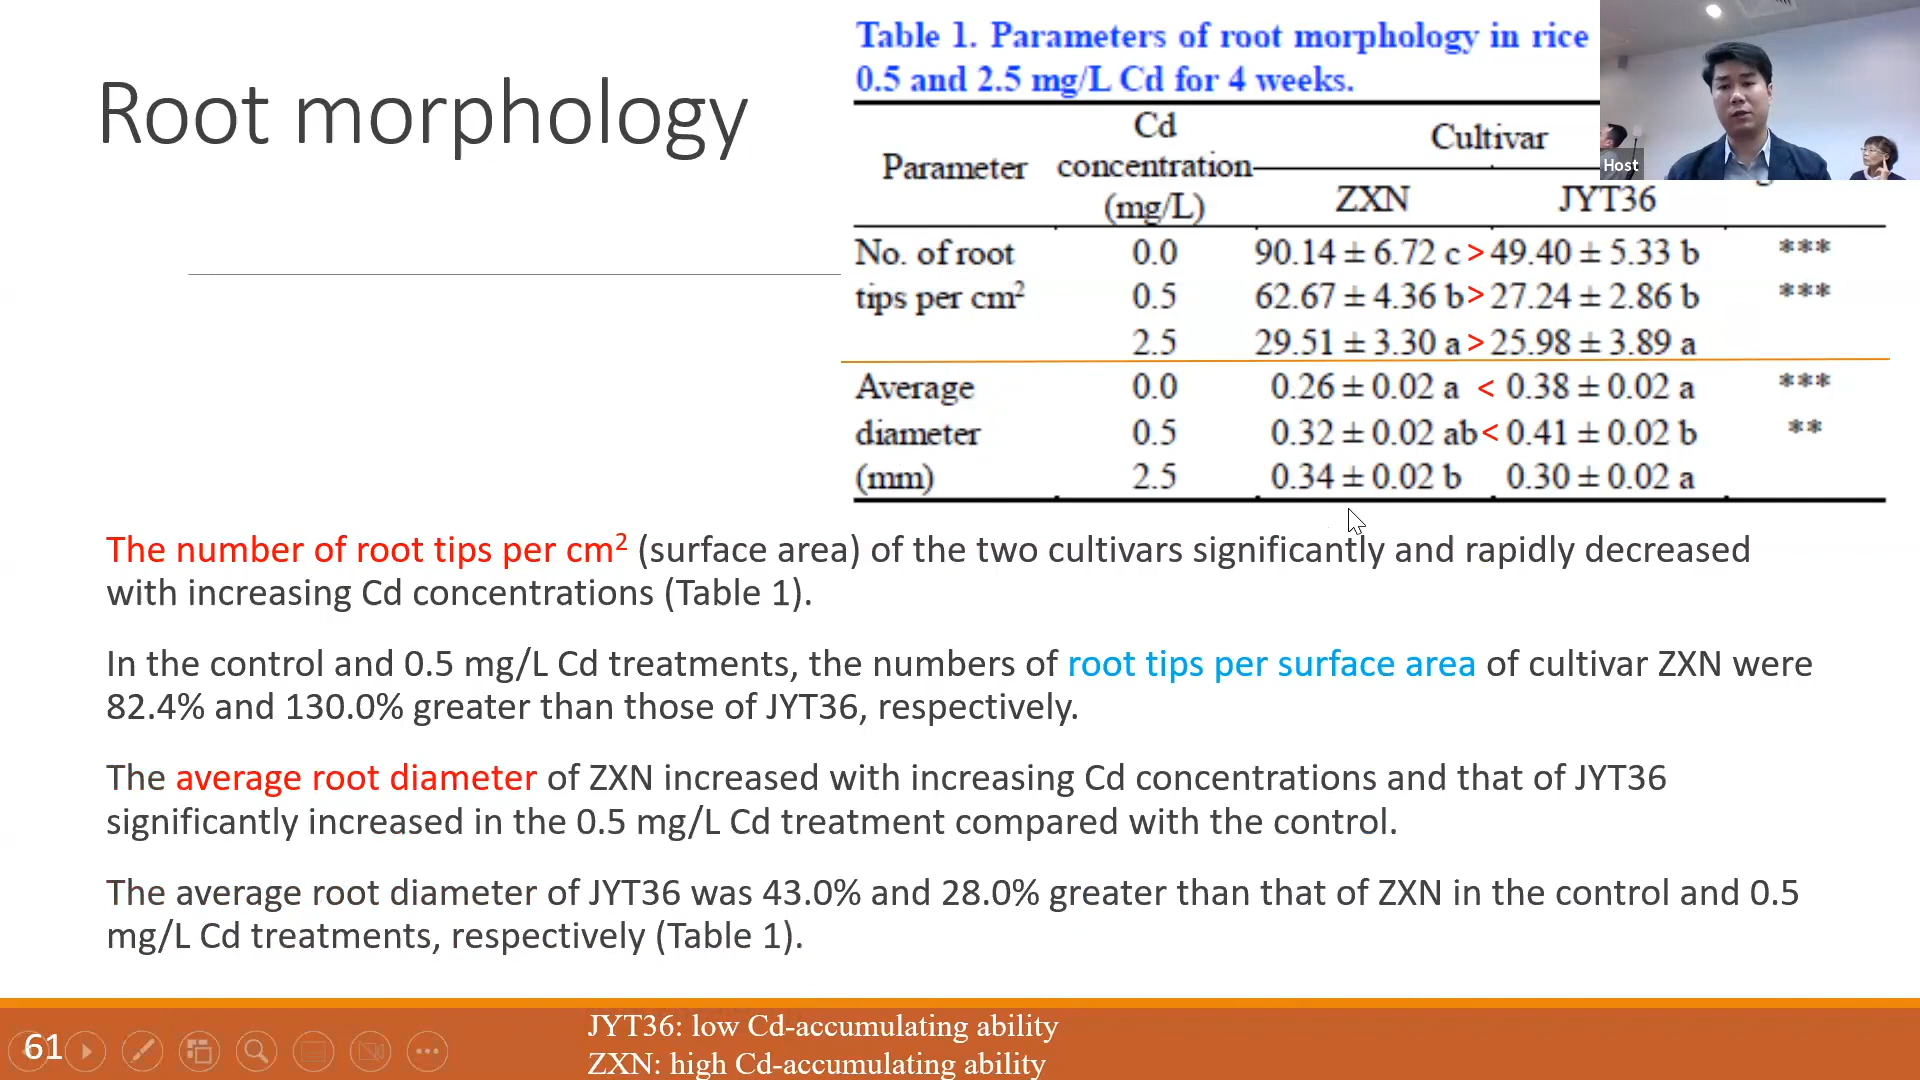 Root morphology
Table 1. Parameters of root morphology in rice
0.5 and 2.5 mg/L Cd for 4 weeks.
Parameter Cd concentration (mg/L) Cultivar
ZXN JYT36
No. of root 0.0 90.14 ± 6.72 c > 49.40 ± 5.33 b ***
tips per cm² 0.5 62.67 ± 4.36 b > 27.24 ± 2.86 b ***
2.5 29.51 ± 3.30 a > 25.98 ± 3.89 a
Average 0.0 0.26 ± 0.02 a < 0.38 ± 0.02 a ***
diameter 0.5 0.32 ± 0.02 ab < 0.41 ± 0.02 b **
(mm) 2.5 0.34 ± 0.02 b 0.30 ± 0.02 a
Host
The number of root tips per cm² (surface area) of the two cultivars significantly and rapidly decreased
with increasing Cd concentrations (Table 1).
In the control and 0.5 mg/L Cd treatments, the numbers of root tips per surface area of cultivar ZXN were
82.4% and 130.0% greater than those of JYT36, respectively.
The average root diameter of ZXN increased with increasing Cd concentrations and that of JYT36
significantly increased in the 0.5 mg/L Cd treatment compared with the control.
The average root diameter of JYT36 was 43.0% and 28.0% greater than that of ZXN in the control and 0.5
mg/L Cd treatments, respectively (Table 1).
61
JYT36: low Cd-accumulating ability
ZXN: high Cd-accumulating ability